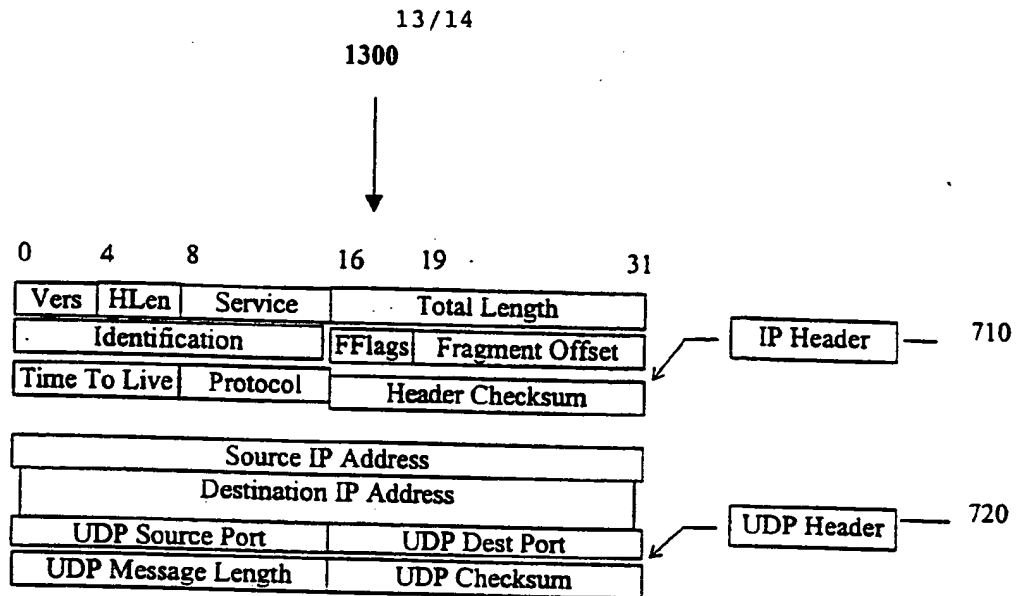 13/14
1300
0 4 8 16 19 31
Vers HLen Service Total Length
Identification FFlags Fragment Offset IP Header 710
Time To Live Protocol Header Checksum
Source IP Address
Destination IP Address
UDP Source Port UDP Dest Port UDP Header 720
UDP Message Length UDP Checksum